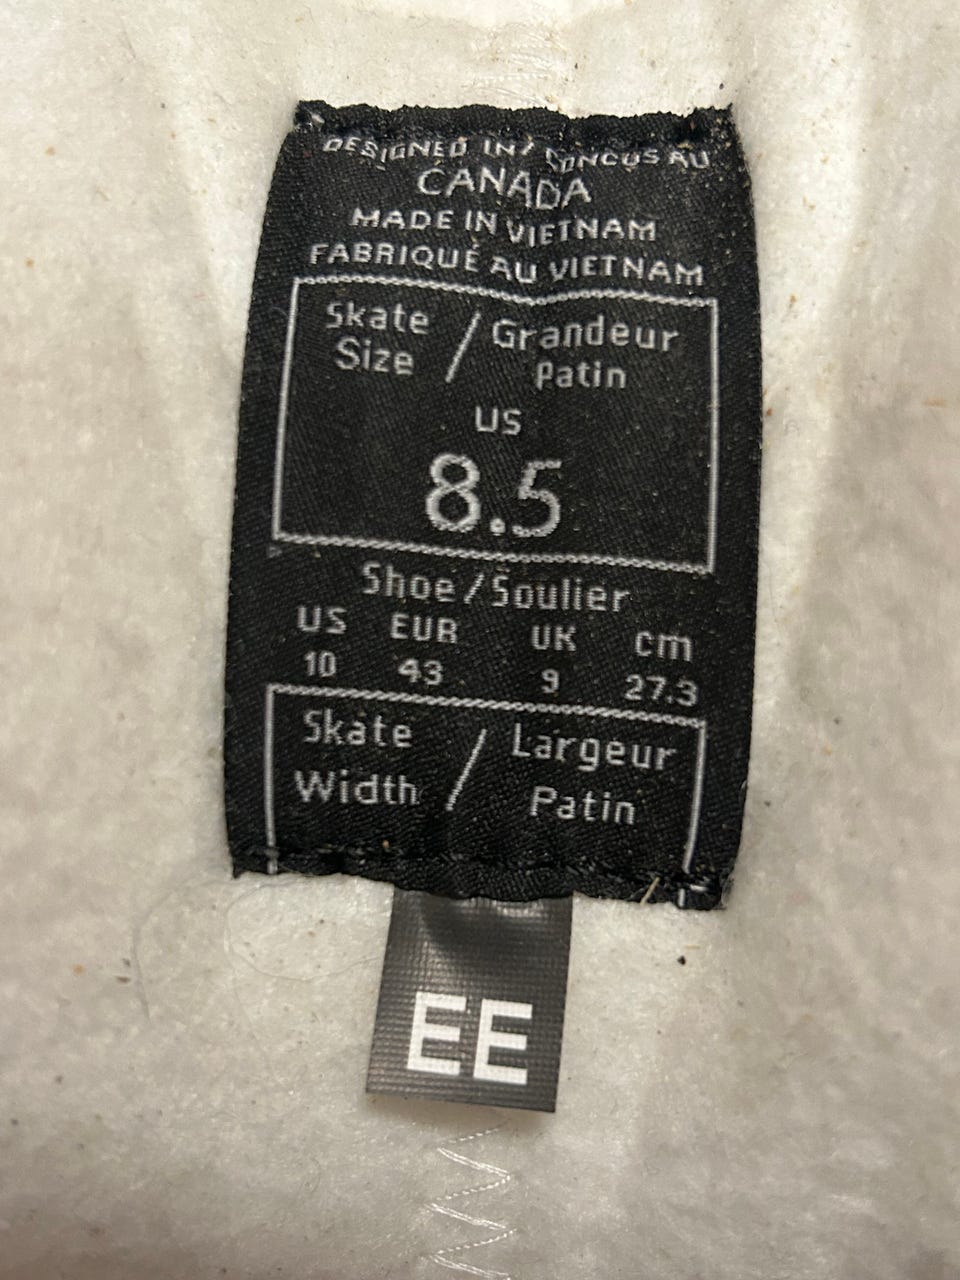 DESIGNED IN / CONCUS AU
CANADA
MADE IN VIETNAM
FABRIQUÉ AU VIETNAM
Skate Size / Grandeur Patin
US
8.5
Shoe / Soulier
US EUR UK cm
10 43 9 27.3
Skate Width / Largeur Patin
EE